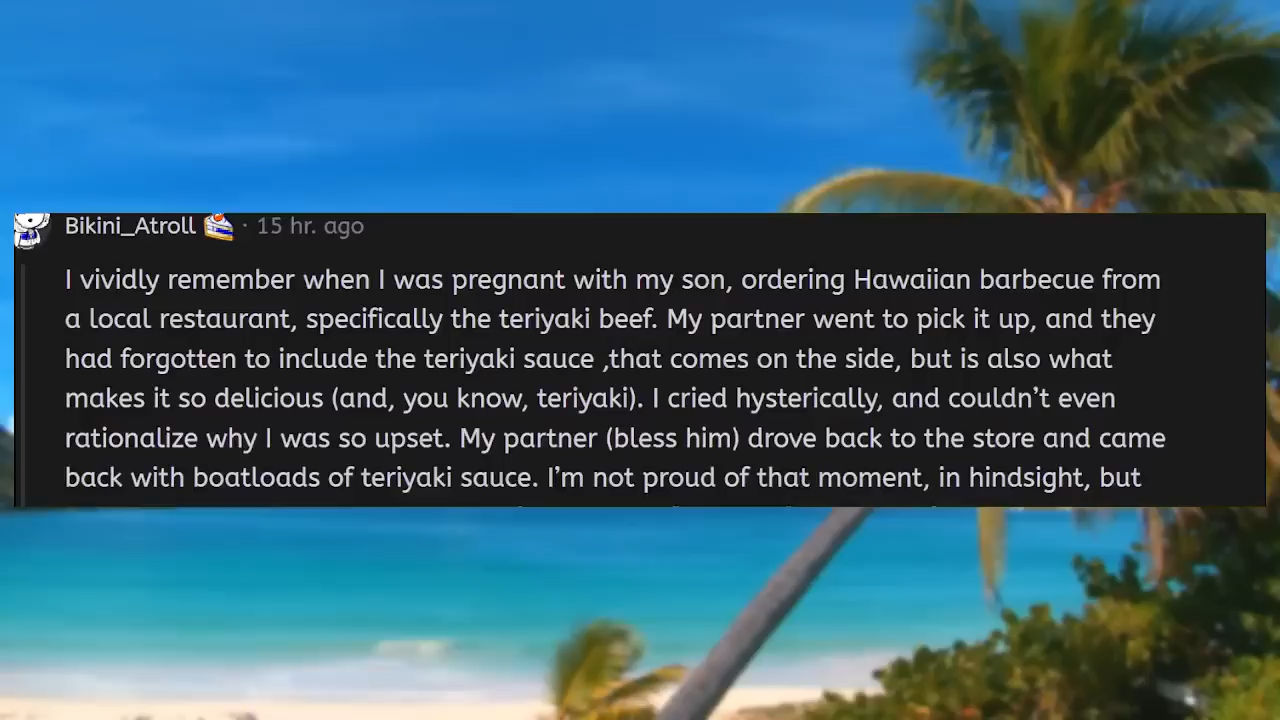 Bikini_Atroll · 15 hr. ago
I vividly remember when I was pregnant with my son, ordering Hawaiian barbecue from
a local restaurant, specifically the teriyaki beef. My partner went to pick it up, and they
had forgotten to include the teriyaki sauce ,that comes on the side, but is also what
makes it so delicious (and, you know, teriyaki). I cried hysterically, and couldn’t even
rationalize why I was so upset. My partner (bless him) drove back to the store and came
back with boatloads of teriyaki sauce. I’m not proud of that moment, in hindsight, but